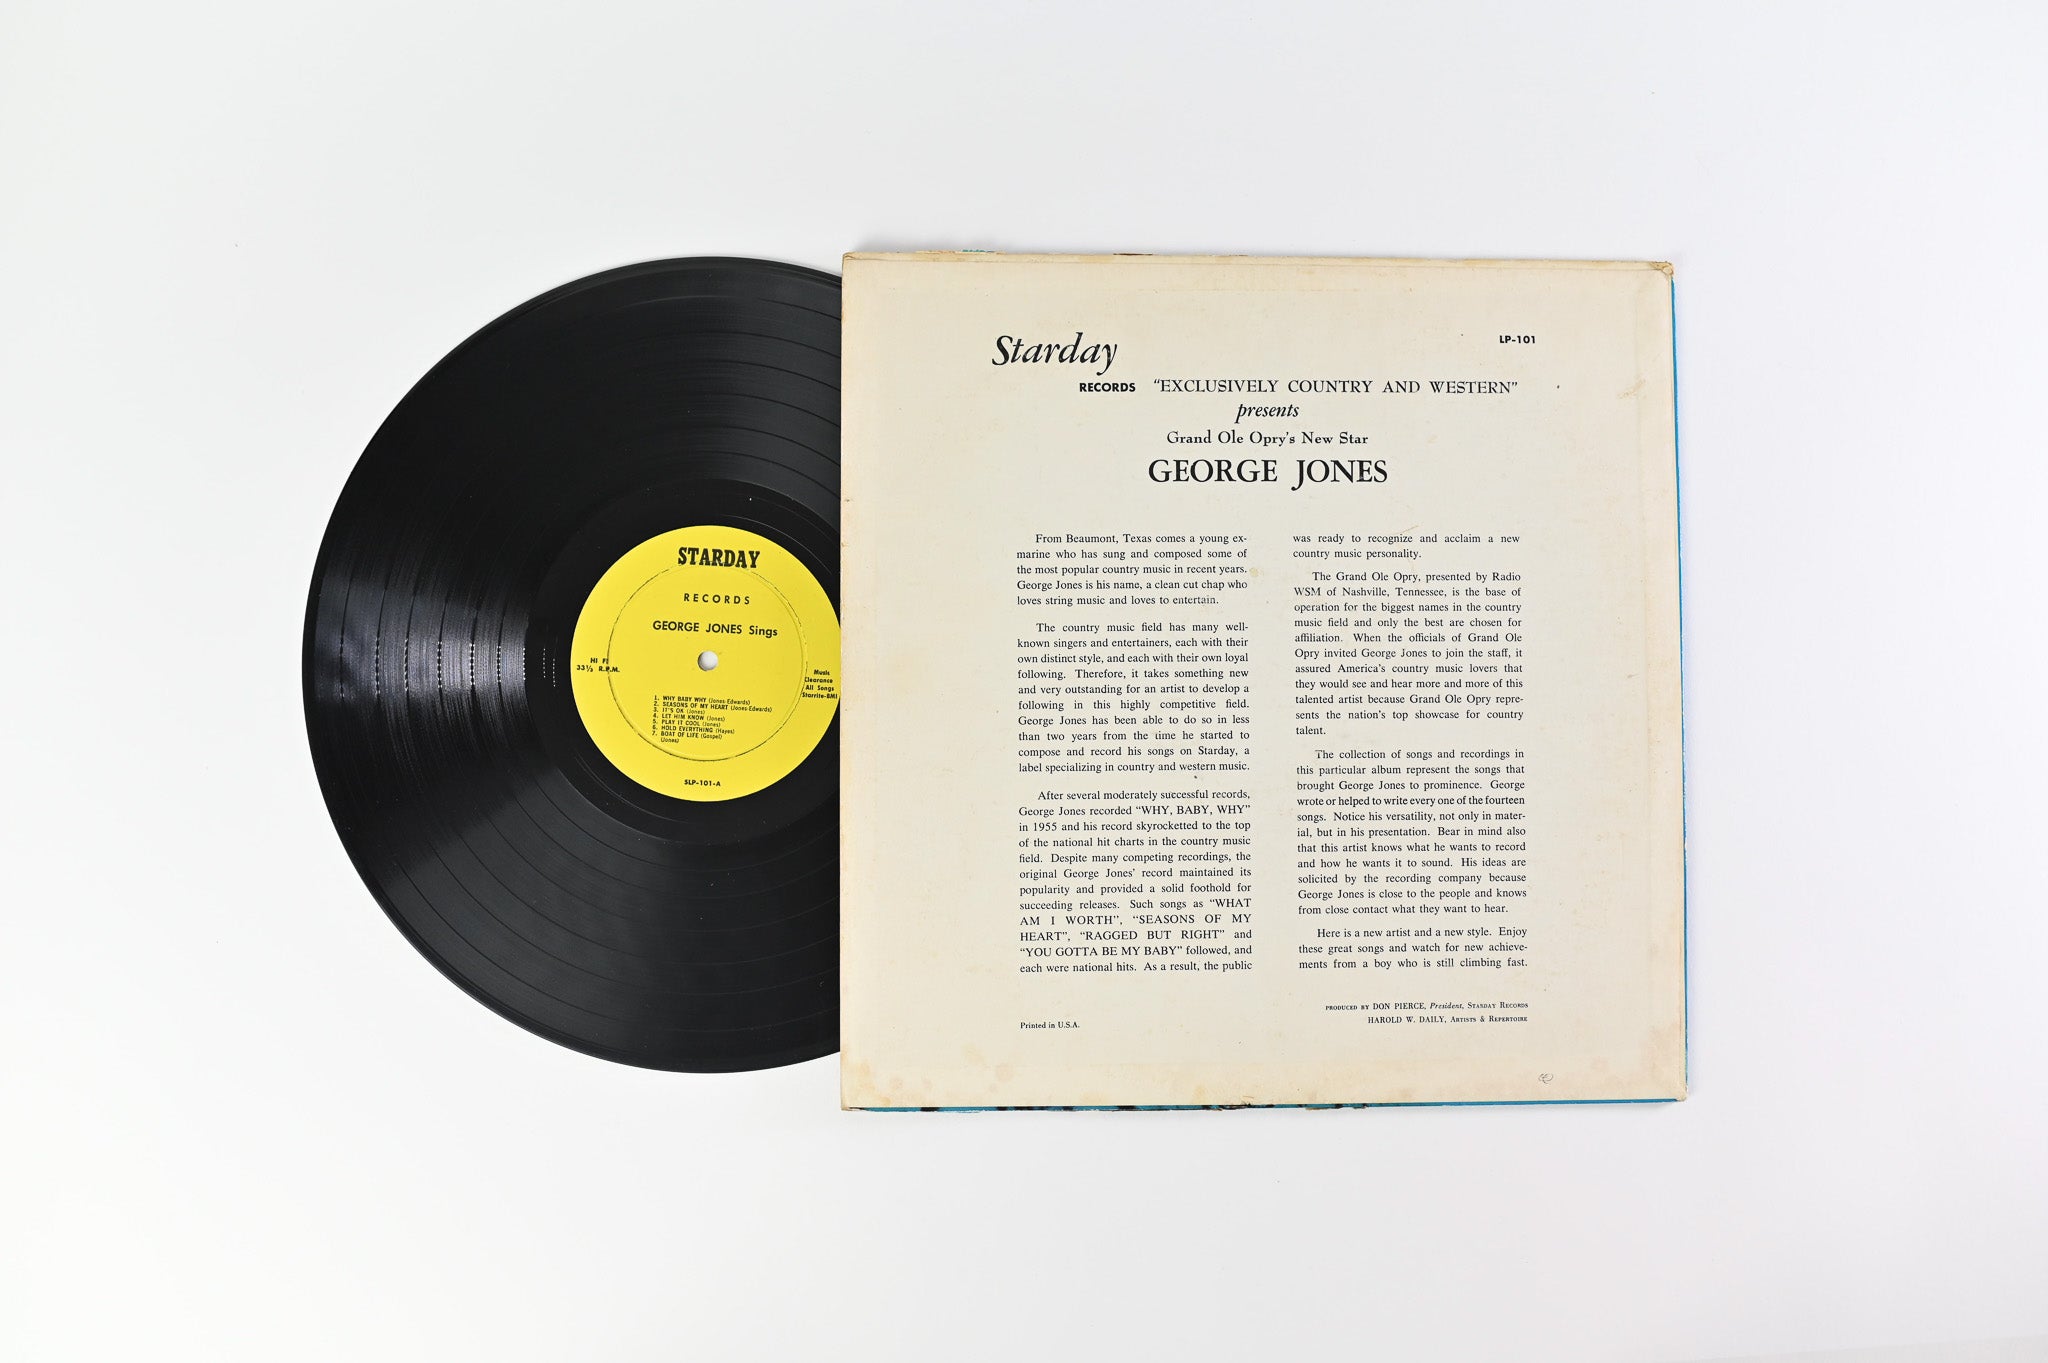 STARDAY
RECORDS
GEORGE JONES Sings
HI FI
33⅓ R.P.M.
Music
Clearance
All Songs
Starrite-BMI
1. WHY BABY WHY (Jones-Edwards)
2. SEASONS OF MY HEART (Jones-Edwards)
3. IT'S OK (Jones)
4. LET HIM KNOW (Jones)
5. PLAY IT COOL (Jones)
6. HOLD EVERYTHING (Hayes)
7. BOAT OF LIFE (Gospel)
(Jones)
SLP-101-A
Starday
LP-101
RECORDS "EXCLUSIVELY COUNTRY AND WESTERN"
presents
Grand Ole Opry's New Star
GEORGE JONES
From Beaumont, Texas comes a young ex-
marine who has sung and composed some of
the most popular country music in recent years.
George Jones is his name, a clean cut chap who
loves string music and loves to entertain.
The country music field has many well-
known singers and entertainers, each with their
own distinct style, and each with their own loyal
following. Therefore, it takes something new
and very outstanding for an artist to develop a
following in this highly competitive field.
George Jones has been able to do so in less
than two years from the time he started to
compose and record his songs on Starday, a
label specializing in country and western music.
After several moderately successful records,
George Jones recorded "WHY, BABY, WHY"
in 1955 and his record skyrocketted to the top
of the national hit charts in the country music
field. Despite many competing recordings, the
original George Jones' record maintained its
popularity and provided a solid foothold for
succeeding releases. Such songs as "WHAT
AM I WORTH", "SEASONS OF MY
HEART", "RAGGED BUT RIGHT" and
"YOU GOTTA BE MY BABY" followed, and
each were national hits. As a result, the public
was ready to recognize and acclaim a new
country music personality.
The Grand Ole Opry, presented by Radio
WSM of Nashville, Tennessee, is the base of
operation for the biggest names in the country
music field and only the best are chosen for
affiliation. When the officials of Grand Ole
Opry invited George Jones to join the staff, it
assured America's country music lovers that
they would see and hear more and more of this
talented artist because Grand Ole Opry repre-
sents the nation's top showcase for country
talent.
The collection of songs and recordings in
this particular album represent the songs that
brought George Jones to prominence. George
wrote or helped to write every one of the fourteen
songs. Notice his versatility, not only in mater-
ial, but in his presentation. Bear in mind also
that this artist knows what he wants to record
and how he wants it to sound. His ideas are
solicited by the recording company because
George Jones is close to the people and knows
from close contact what they want to hear.
Here is a new artist and a new style. Enjoy
these great songs and watch for new achieve-
ments from a boy who is still climbing fast.
PRODUCED BY DON PIERCE, President, STARDAY RECORDS
HAROLD W. DAILY, ARTISTS & REPERTOIRE
Printed in U.S.A.